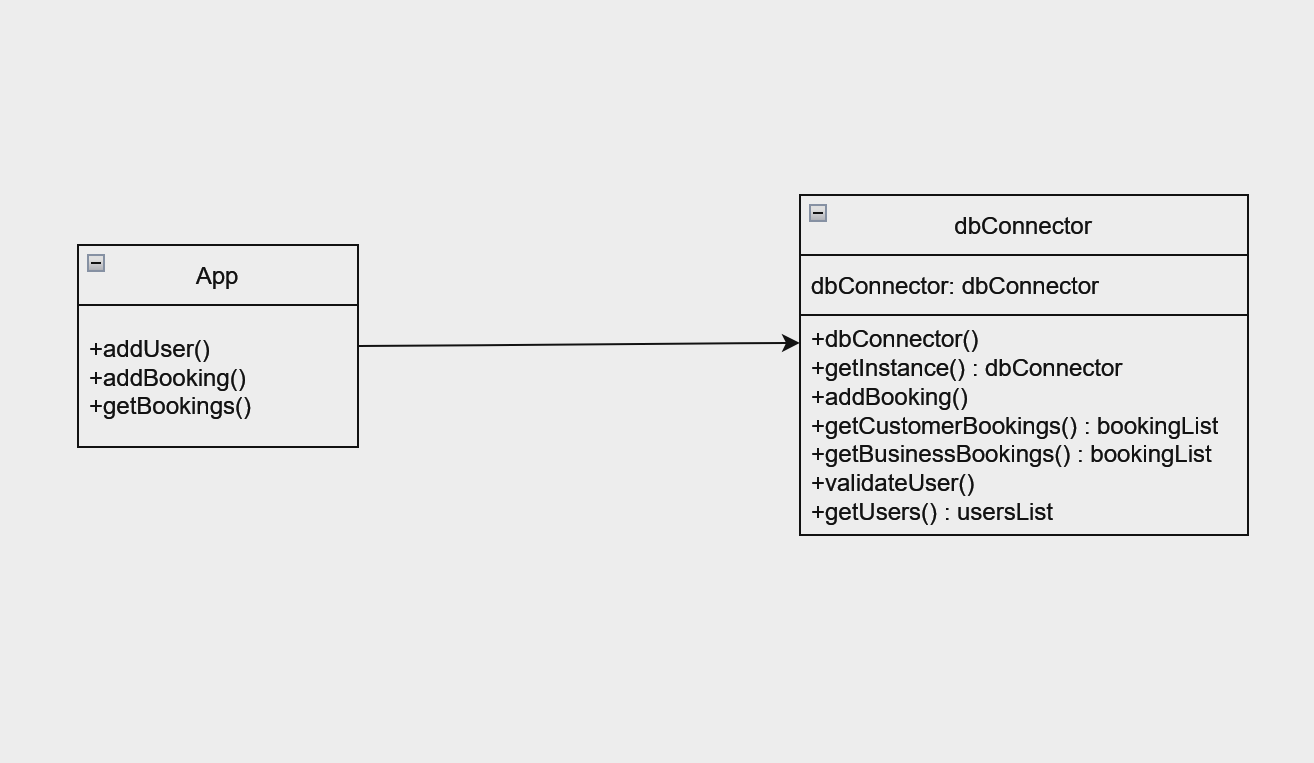 App
+addUser()
+addBooking()
+getBookings()
dbConnector
dbConnector: dbConnector
+dbConnector()
+getInstance() : dbConnector
+addBooking()
+getCustomerBookings() : bookingList
+getBusinessBookings() : bookingList
+validateUser()
+getUsers() : usersList